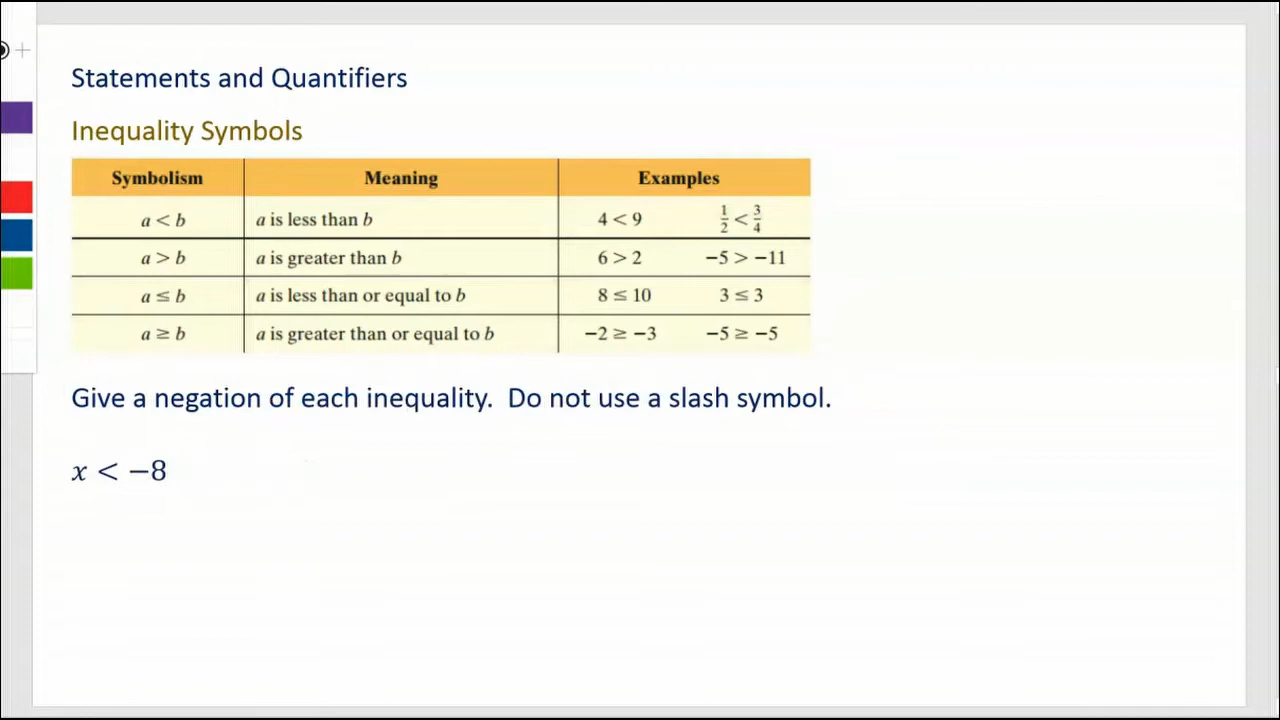 Statements and Quantifiers
Inequality Symbols
Symbolism Meaning Examples
a < b a is less than b 4 < 9 1/2 < 3/4
a > b a is greater than b 6 > 2 −5 > −11
a ≤ b a is less than or equal to b 8 ≤ 10 3 ≤ 3
a ≥ b a is greater than or equal to b −2 ≥ −3 −5 ≥ −5
Give a negation of each inequality. Do not use a slash symbol.
x < −8